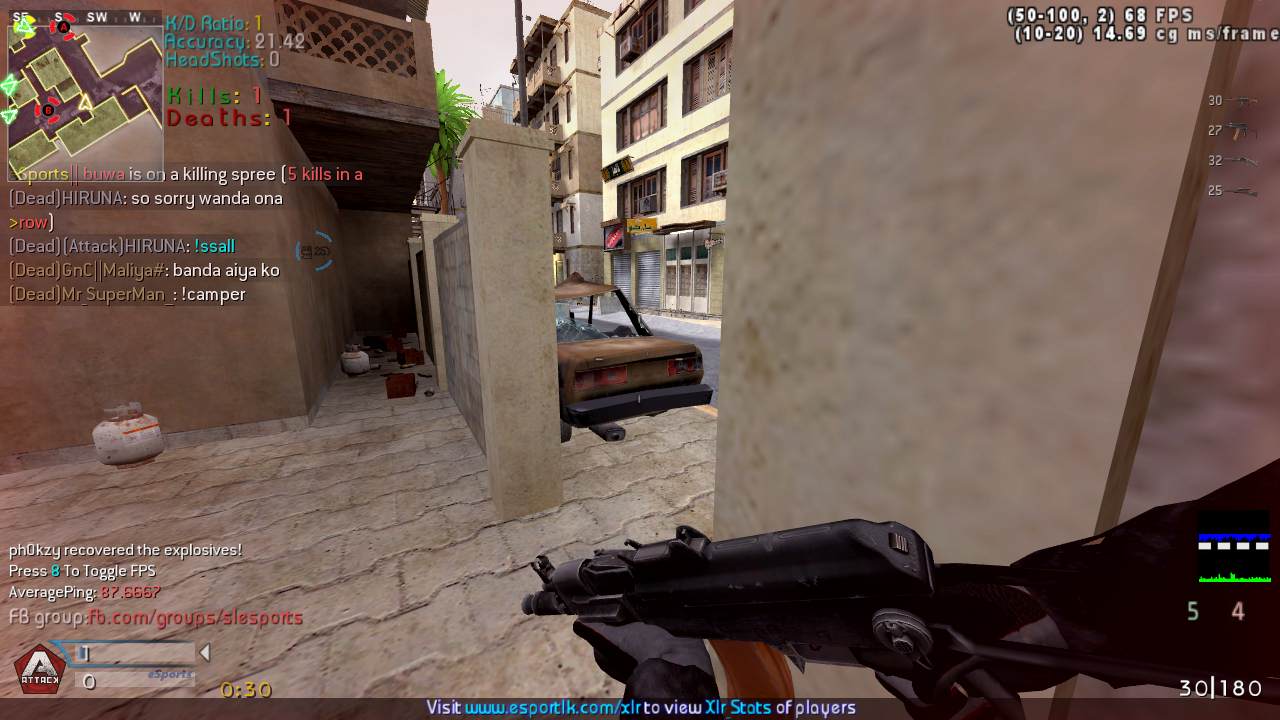 SE S SW W
K/D Ratio: 1
Accuracy: 21.42
HeadShots: 0
Kills: 1
Deaths: 1
(50-100, 2) 68 FPS
(10-20) 14.69 cg ms/frame
30
27
32
25
A
B
Sports|| buwa is on a killing spree (5 kills in a
(Dead)HIRUNA: so sorry wanda ona
>row)
(Dead)(Attack)HIRUNA: !ssall
(Dead)GnC||Maliya#: banda aiya ko
(Dead)Mr SuperMan_: !camper
ph0kzy recovered the explosives!
Press 8 To Toggle FPS
AveragePing: 87.6667
FB group:fb.com/groups/slesports
ATTACK
1
0
eSports
0:30
5 4
30|180
Visit www.esportlk.com/xlr to view Xlr Stats of players